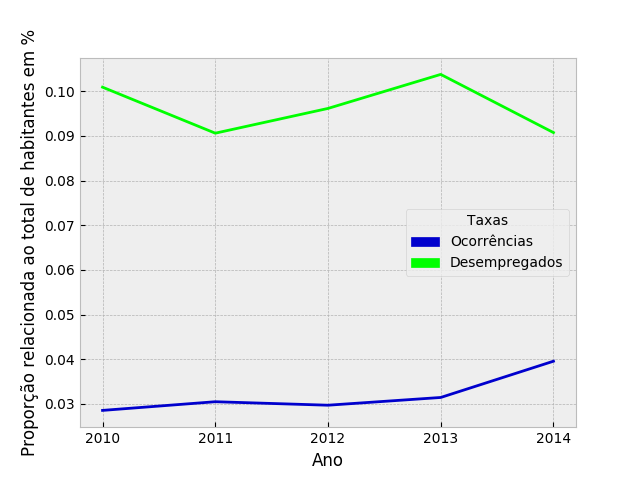 Proporção relacionada ao total de habitantes em %
0.10
0.09
0.08
0.07
0.06
0.05
0.04
0.03
Taxas
Ocorrências
Desempregados
2010 2011 2012 2013 2014
Ano